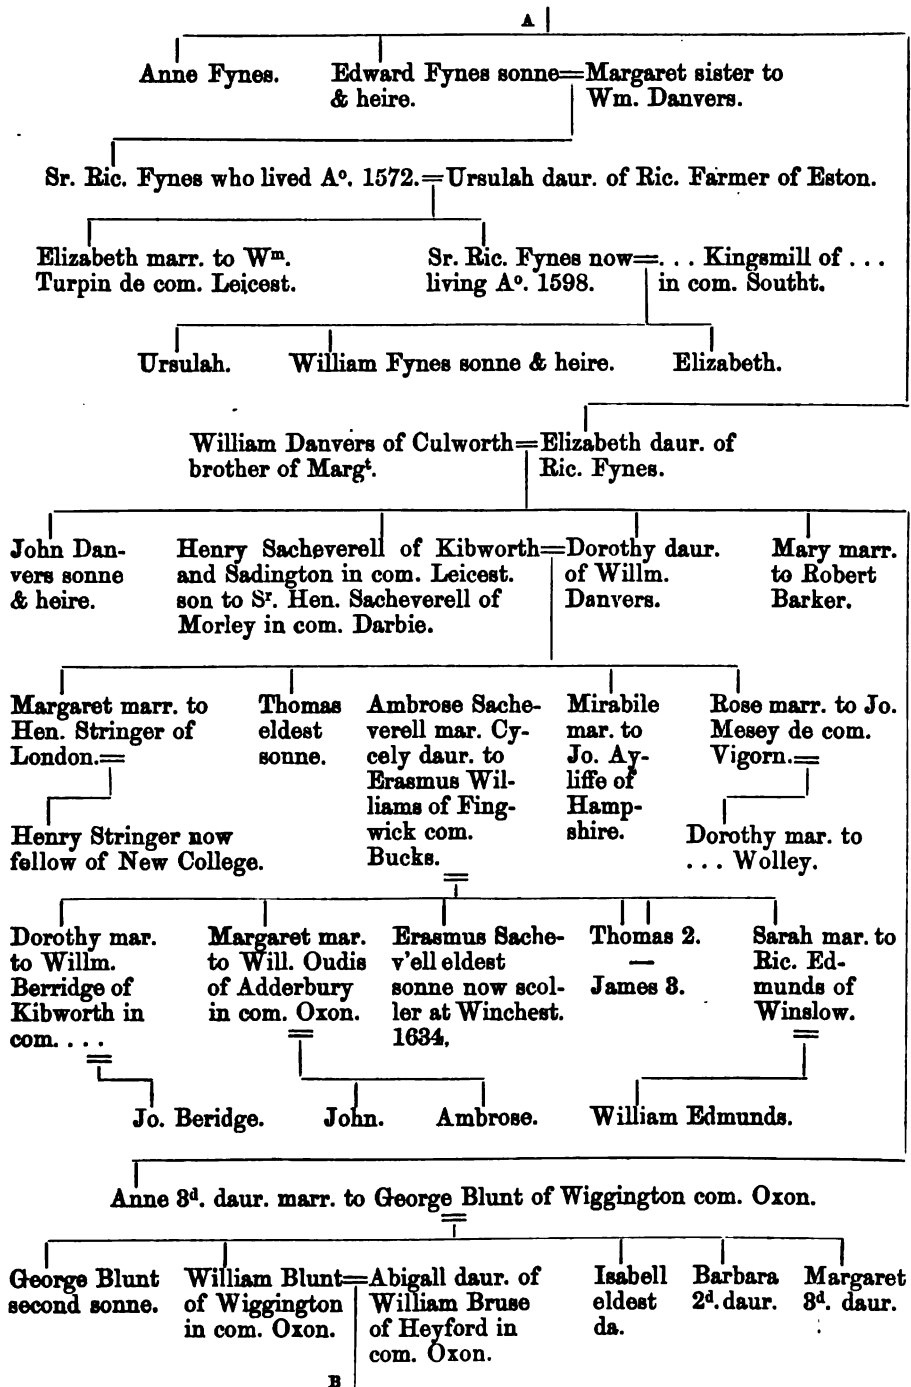 A
Anne Fynes.
Edward Fynes sonne=Margaret sister to
& heire.
Wm. Danvers.
Sr. Ric. Fynes who lived Aº. 1572.=Ursulah daur. of Ric. Farmer of Eston.
Elizabeth marr. to Wᵐ.
Turpin de com. Leicest.
Sr. Ric. Fynes now=. . . Kingsmill of . . .
living Aº. 1598.
in com. Southt.
Ursulah.
William Fynes sonne & heire.
Elizabeth.
William Danvers of Culworth=Elizabeth daur. of
brother of Margᵗ.
Ric. Fynes.
John Dan-
vers sonne
& heire.
Henry Sacheverell of Kibworth=Dorothy daur.
and Sadington in com. Leicest.
of Willm.
son to Sʳ. Hen. Sacheverell of
Danvers.
Morley in com. Darbie.
Mary marr.
to Robert
Barker.
Margaret marr. to
Hen. Stringer of
London.=
Thomas
eldest
sonne.
Ambrose Sache-
verell mar. Cy-
cely daur. to
Erasmus Wil-
liams of Fing-
wick com.
Bucks.
=
Mirabile
mar. to
Jo. Ay-
liffe of
Hamp-
shire.
Rose marr. to Jo.
Mesey de com.
Vigorn.=
Henry Stringer now
fellow of New College.
Dorothy mar. to
. . . Wolley.
Dorothy mar.
to Willm.
Berridge of
Kibworth in
com. . . .
=
Margaret mar.
to Will. Oudis
of Adderbury
in com. Oxon.
=
Erasmus Sache-
v'ell eldest
sonne now scol-
ler at Winchest.
1634.
Thomas 2.
—
James 3.
Sarah mar. to
Ric. Ed-
munds of
Winslow.
=
Jo. Beridge.
John.
Ambrose.
William Edmunds.
Anne 3ᵈ. daur. marr. to George Blunt of Wiggington com. Oxon.
=
George Blunt
second sonne.
William Blunt=Abigall daur. of
of Wiggington
William Bruse
in com. Oxon.
of Heyford in
com. Oxon.
Isabell
eldest
da.
Barbara
2ᵈ. daur.
Margaret
3ᵈ. daur.
B